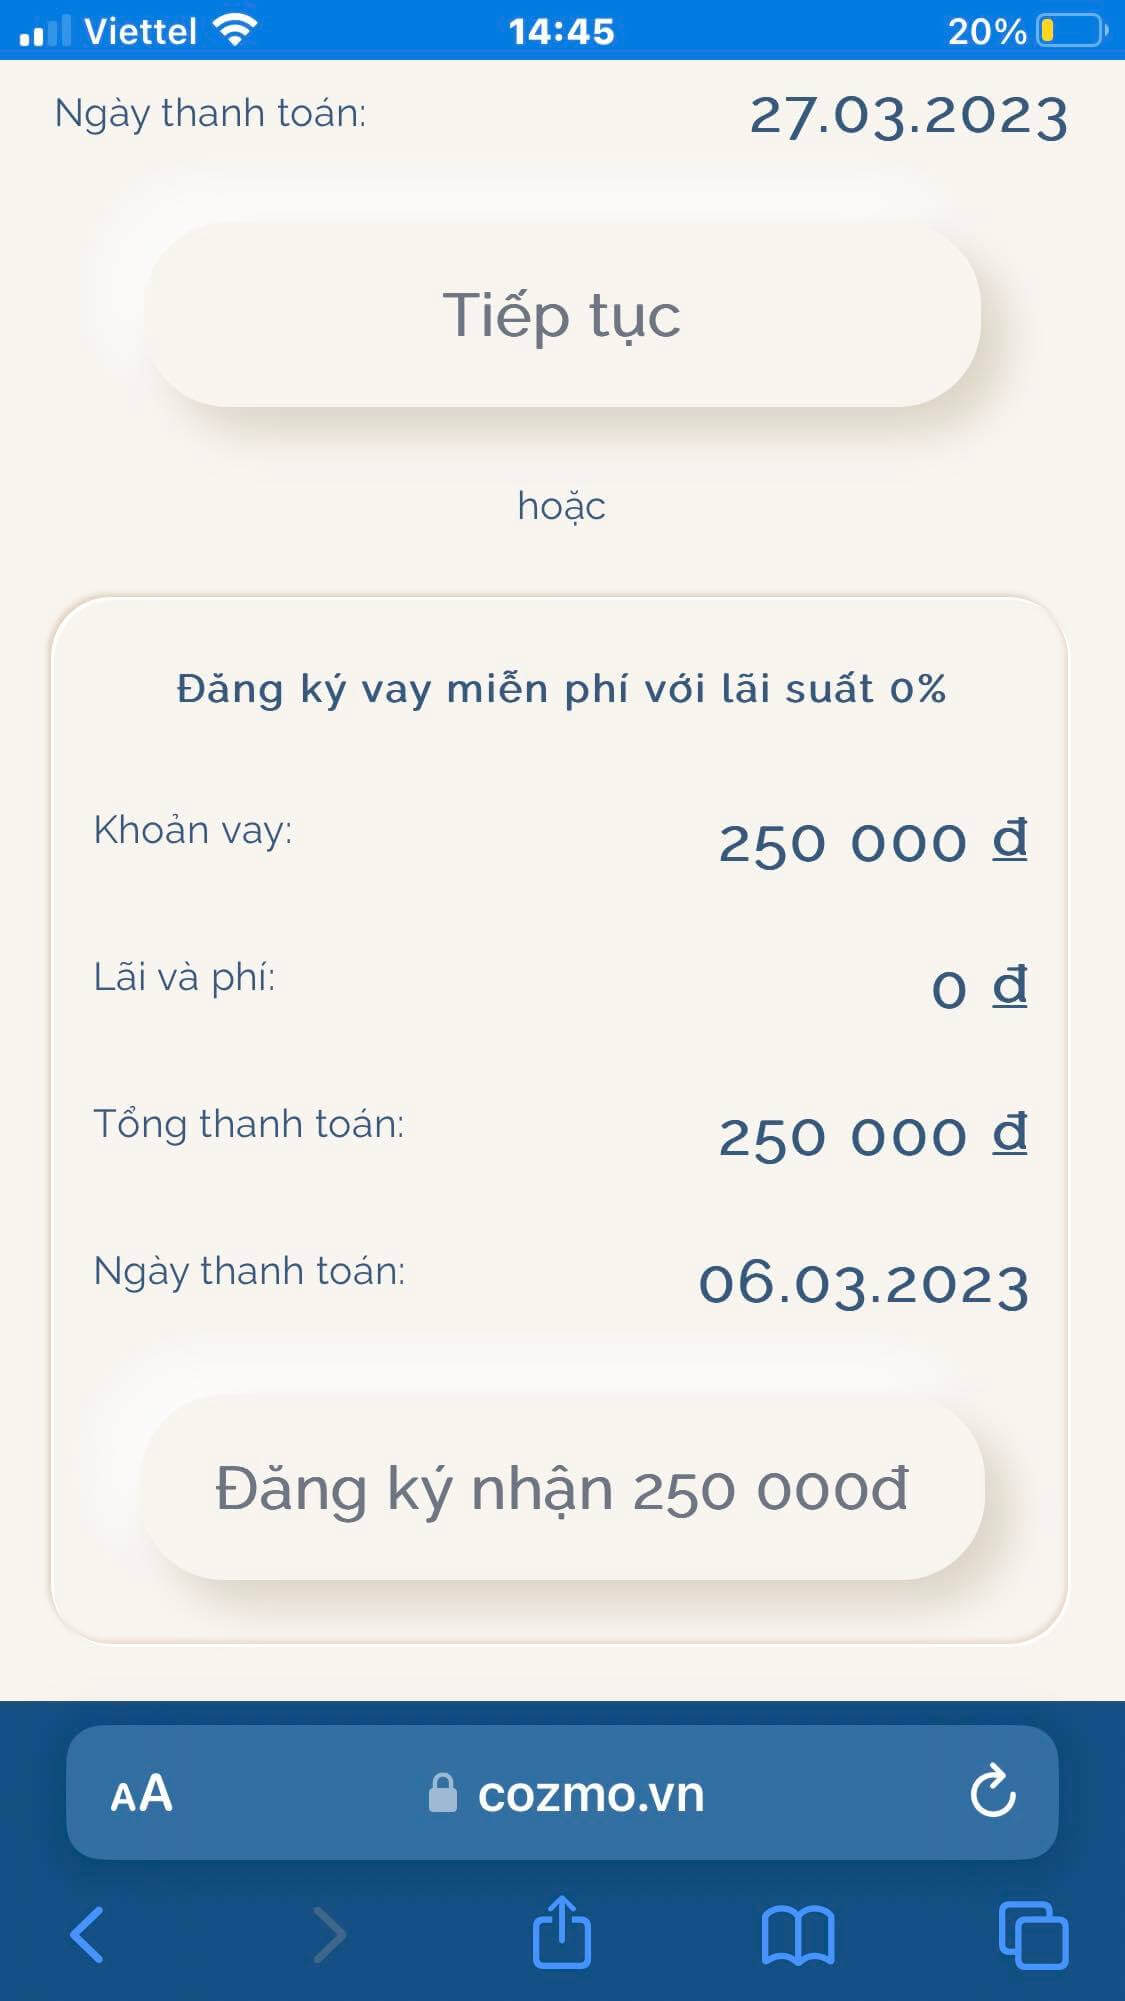 Viettel 14:45 20%
Ngày thanh toán: 27.03.2023
Tiếp tục
hoặc
Đăng ký vay miễn phí với lãi suất 0%
Khoản vay: 250 000 đ
Lãi và phí: 0 đ
Tổng thanh toán: 250 000 đ
Ngày thanh toán: 06.03.2023
Đăng ký nhận 250 000đ
AA cozmo.vn